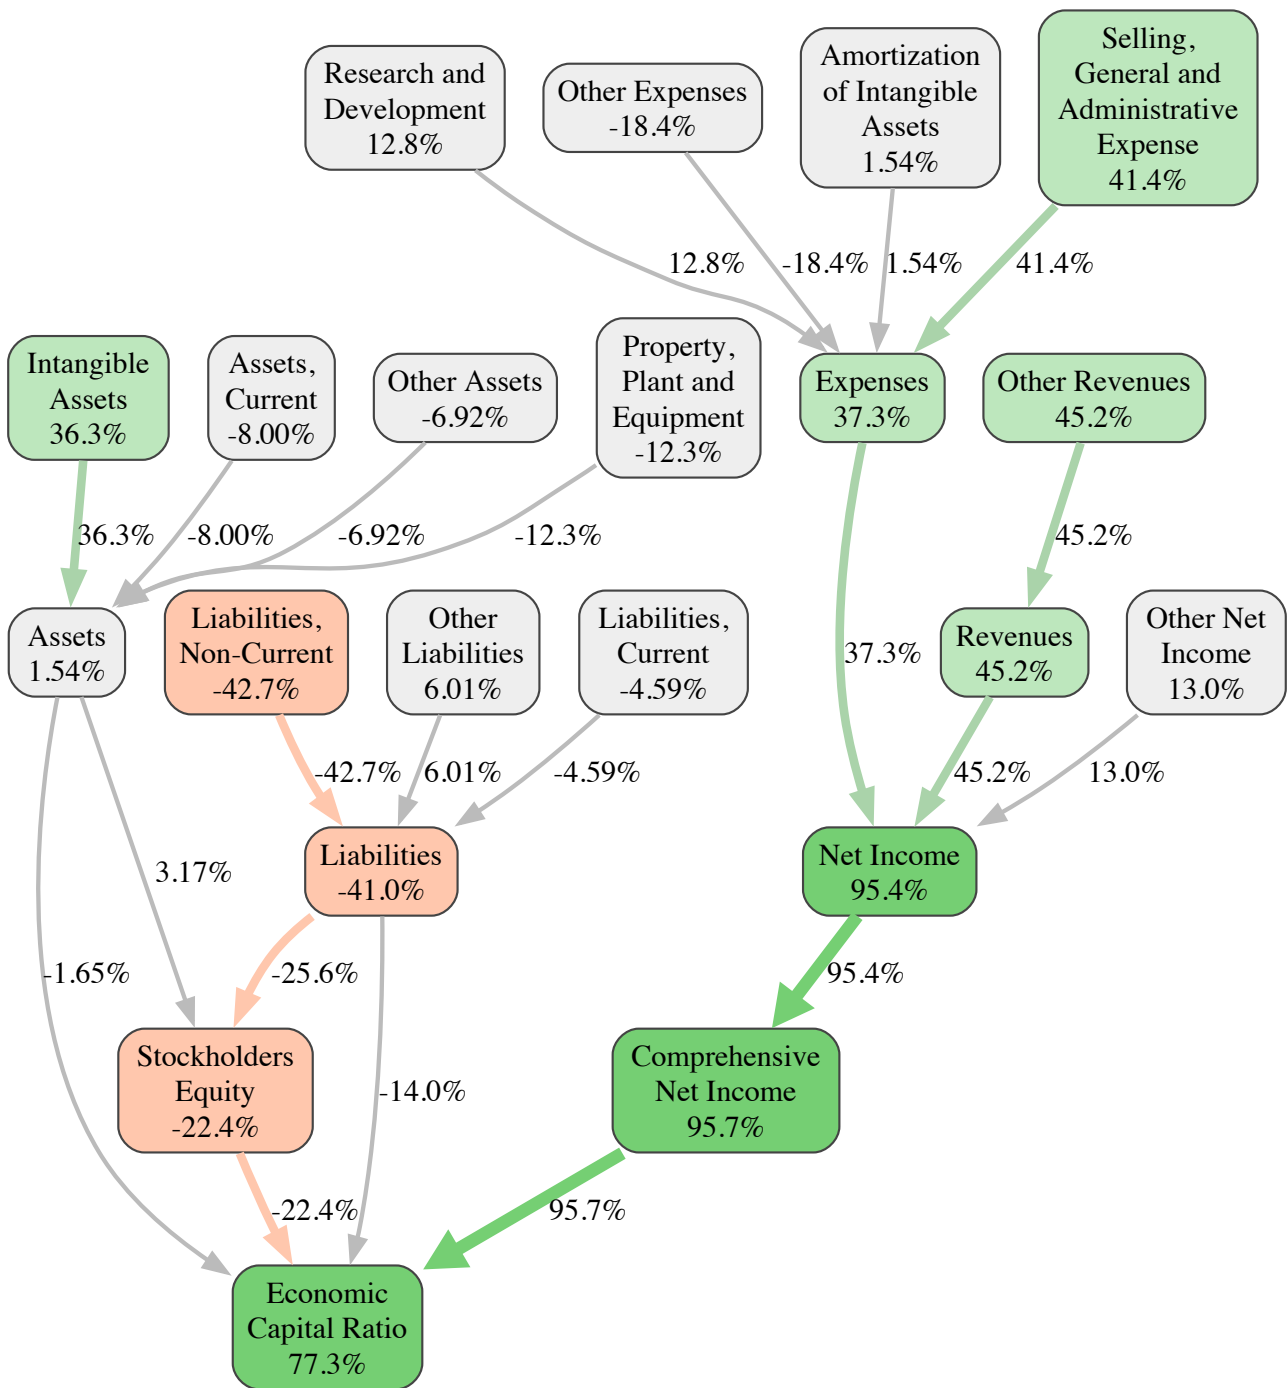 Selling,
General and
Administrative
Expense
41.4%
Amortization
of Intangible
Assets
1.54%
Research and
Development
12.8%
Other Expenses
-18.4%
12.8%
-18.4%
1.54%
41.4%
Intangible
Assets
36.3%
Assets,
Current
-8.00%
Other Assets
-6.92%
Property,
Plant and
Equipment
-12.3%
Expenses
37.3%
Other Revenues
45.2%
36.3%
-8.00%
-6.92%
-12.3%
45.2%
Assets
1.54%
Liabilities,
Non-Current
-42.7%
Other
Liabilities
6.01%
Liabilities,
Current
-4.59%
37.3%
Revenues
45.2%
Other Net
Income
13.0%
-42.7%
6.01%
-4.59%
45.2%
13.0%
3.17%
Liabilities
-41.0%
Net Income
95.4%
-1.65%
-25.6%
95.4%
Stockholders
Equity
-22.4%
-14.0%
Comprehensive
Net Income
95.7%
-22.4%
95.7%
Economic
Capital Ratio
77.3%